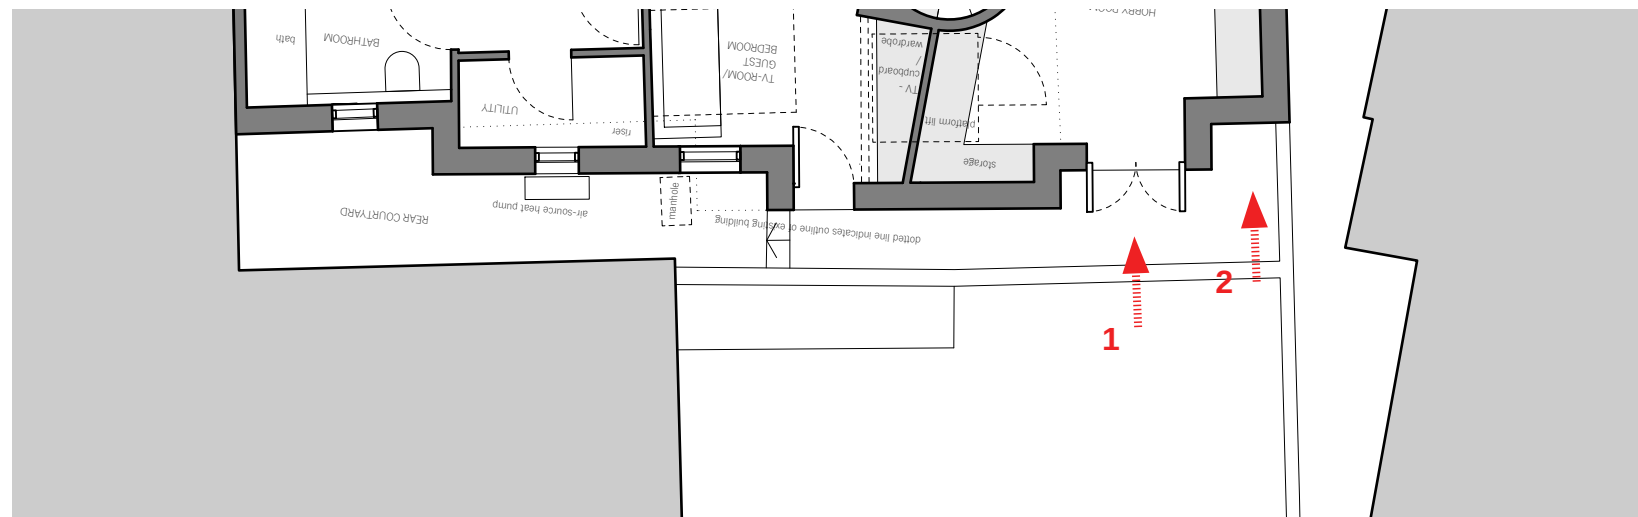 HOBBY ROOM
bath
BATHROOM
TV-ROOM/
GUEST
BEDROOM
TV -
cupboard
/
wardrobe
UTILITY
riser
platform lift
storage
manhole
air-source-heat pump
REAR COURTYARD
dotted line indicates outline of existing building
2
1